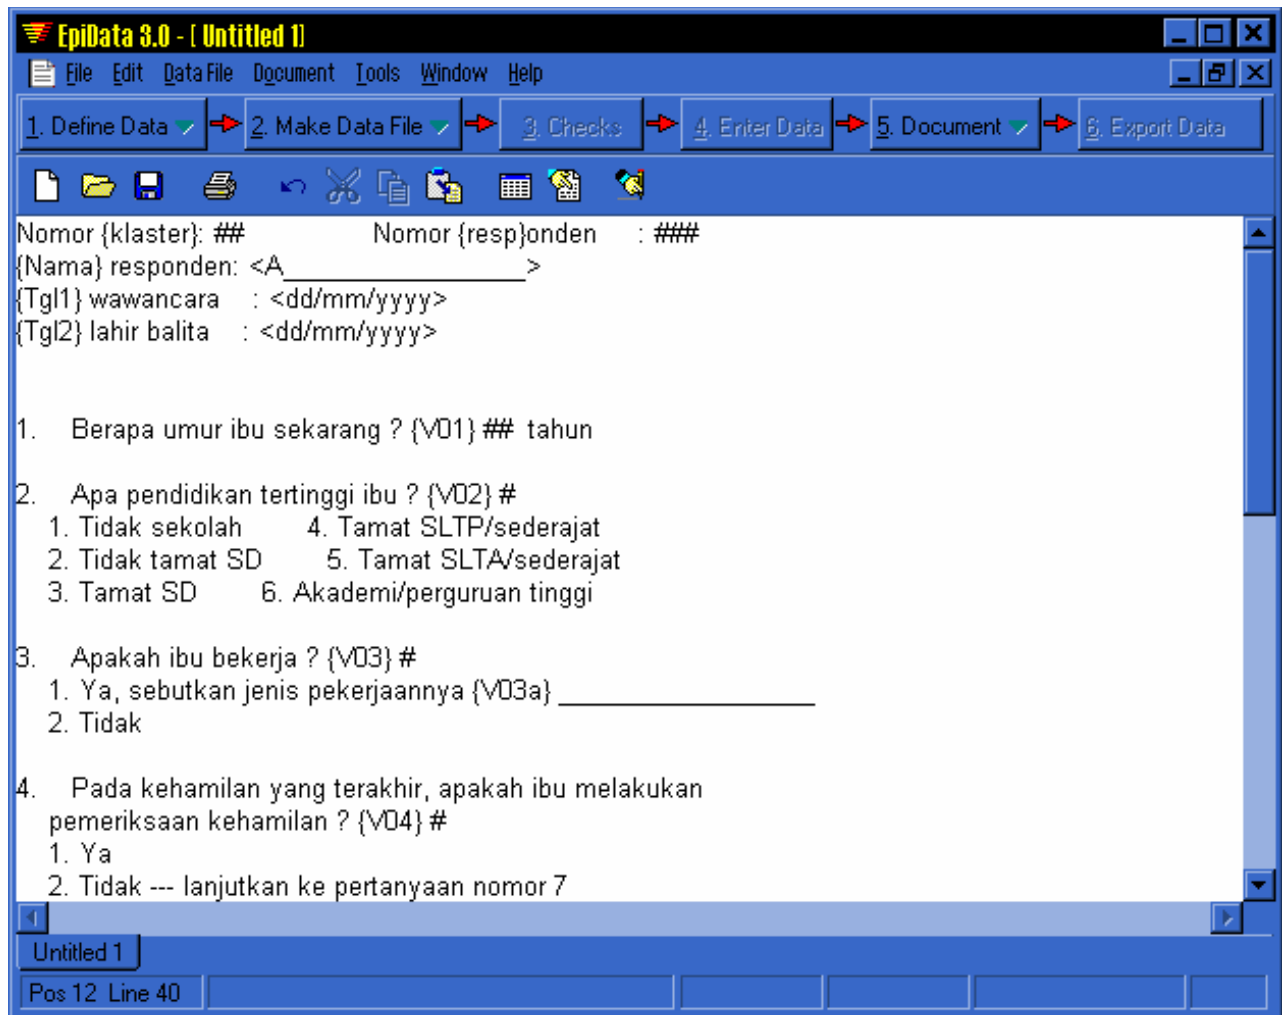 EpiData 3.0 - [ Untitled 1]
File Edit Data File Document Tools Window Help
1. Define Data 2. Make Data File 3. Checks 4. Enter Data 5. Document 6. Export Data
Nomor {klaster}: ## Nomor {resp}onden : ###
{Nama} responden: <A__________________>
{Tgl1} wawancara : <dd/mm/yyyy>
{Tgl2} lahir balita : <dd/mm/yyyy>
1. Berapa umur ibu sekarang ? {V01} ## tahun
2. Apa pendidikan tertinggi ibu ? {V02} #
1. Tidak sekolah 4. Tamat SLTP/sederajat
2. Tidak tamat SD 5. Tamat SLTA/sederajat
3. Tamat SD 6. Akademi/perguruan tinggi
3. Apakah ibu bekerja ? {V03} #
1. Ya, sebutkan jenis pekerjaannya {V03a} ___________________
2. Tidak
4. Pada kehamilan yang terakhir, apakah ibu melakukan
pemeriksaan kehamilan ? {V04} #
1. Ya
2. Tidak --- lanjutkan ke pertanyaan nomor 7
Untitled 1
Pos 12 Line 40